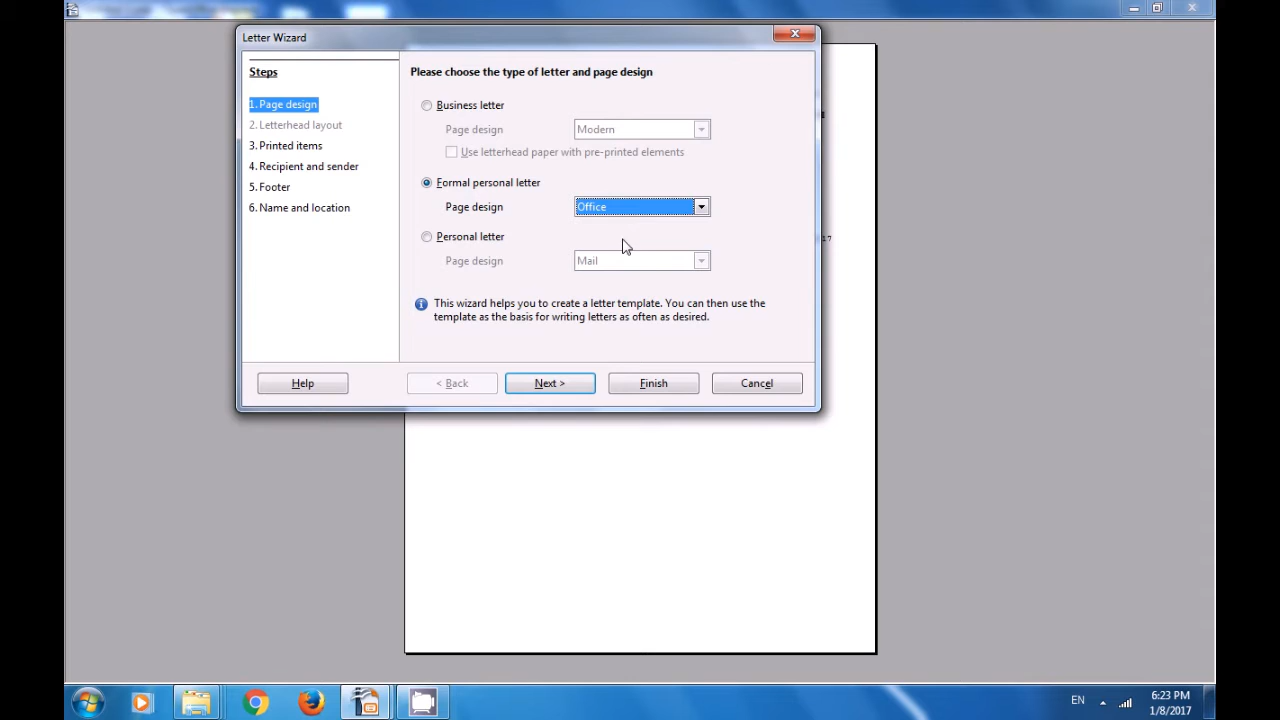 Letter Wizard
Steps
1. Page design
2. Letterhead layout
3. Printed items
4. Recipient and sender
5. Footer
6. Name and location
Please choose the type of letter and page design
Business letter
Page design Modern
Use letterhead paper with pre-printed elements
Formal personal letter
Page design Office
Personal letter
Page design Mail
This wizard helps you to create a letter template. You can then use the
template as the basis for writing letters as often as desired.
Help < Back Next > Finish Cancel
17
EN
6:23 PM
1/8/2017